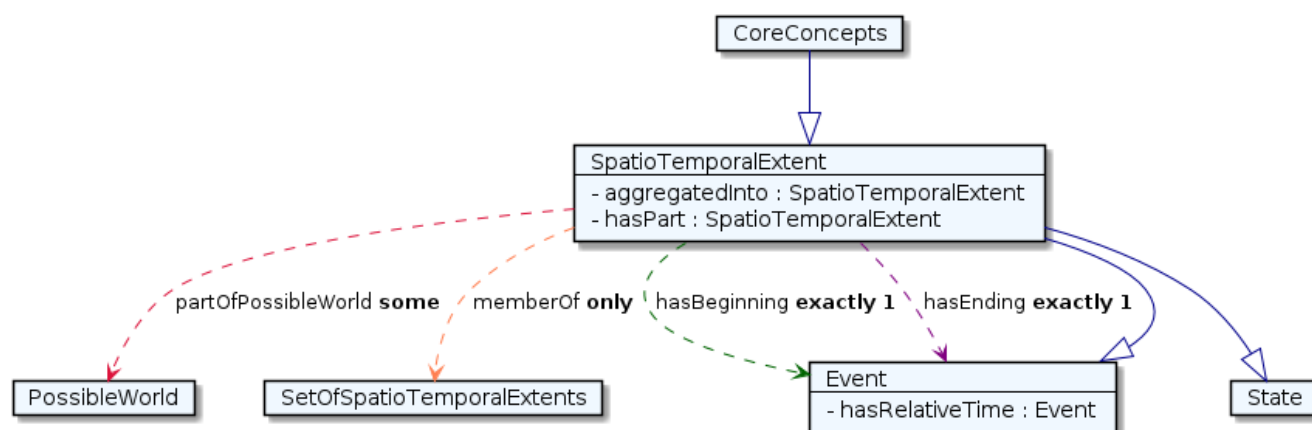 CoreConcepts
SpatioTemporalExtent
- aggregatedInto : SpatioTemporalExtent
- hasPart : SpatioTemporalExtent
partOfPossibleWorld some
memberOf only
hasBeginning exactly 1
hasEnding exactly 1
PossibleWorld
SetOfSpatioTemporalExtents
Event
- hasRelativeTime : Event
State